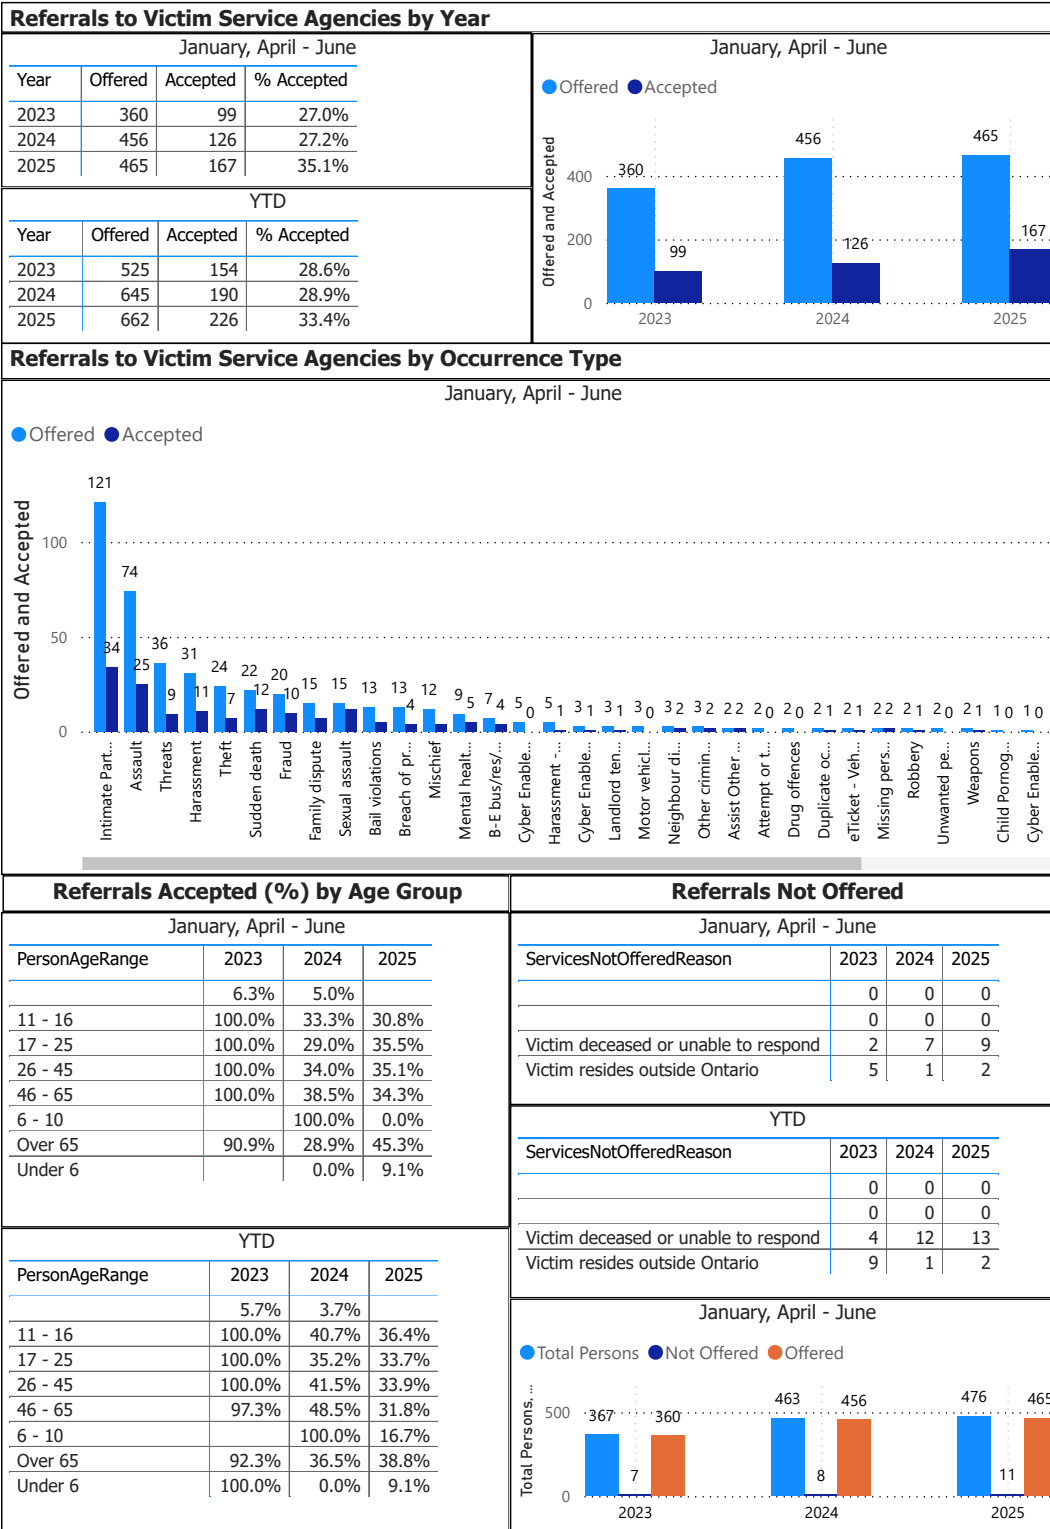 Referrals to Victim Service Agencies by Year
January, April - June
Year Offered Accepted % Accepted
2023 360 99 27.0%
2024 456 126 27.2%
2025 465 167 35.1%
YTD
Year Offered Accepted % Accepted
2023 525 154 28.6%
2024 645 190 28.9%
2025 662 226 33.4%
January, April - June
Offered Accepted
Offered and Accepted
400
200
0
360 99 456 126 465 167
2023 2024 2025
Referrals to Victim Service Agencies by Occurrence Type
January, April - June
Offered Accepted
Offered and Accepted
100
50
0
121 34 74 25 36 9 31 11 24 7 22 12 20 10 15 15 13 13 4 12 9 5 7 4 5 0 5 1 3 1 3 1 3 0 3 2 3 2 2 2 2 0 2 0 2 1 2 1 2 2 2 1 2 0 2 1 1 0 1 0
Intimate Part...
Assault
Threats
Harassment
Theft
Sudden death
Fraud
Family dispute
Sexual assault
Bail violations
Breach of pr...
Mischief
Mental healt...
B-E bus/res/...
Cyber Enable...
Harassment -...
Cyber Enable...
Landlord ten...
Motor vehicl...
Neighbour di...
Other crimin...
Assist Other ...
Attempt or t...
Drug offences
Duplicate oc...
eTicket - Veh...
Missing pers...
Robbery
Unwanted pe...
Weapons
Child Pornog...
Cyber Enable...
Referrals Accepted (%) by Age Group
January, April - June
PersonAgeRange 2023 2024 2025
6.3% 5.0%
11 - 16 100.0% 33.3% 30.8%
17 - 25 100.0% 29.0% 35.5%
26 - 45 100.0% 34.0% 35.1%
46 - 65 100.0% 38.5% 34.3%
6 - 10 100.0% 0.0%
Over 65 90.9% 28.9% 45.3%
Under 6 0.0% 9.1%
YTD
PersonAgeRange 2023 2024 2025
5.7% 3.7%
11 - 16 100.0% 40.7% 36.4%
17 - 25 100.0% 35.2% 33.7%
26 - 45 100.0% 41.5% 33.9%
46 - 65 97.3% 48.5% 31.8%
6 - 10 100.0% 16.7%
Over 65 92.3% 36.5% 38.8%
Under 6 100.0% 0.0% 9.1%
Referrals Not Offered
January, April - June
ServicesNotOfferedReason 2023 2024 2025
0 0 0
0 0 0
Victim deceased or unable to respond 2 7 9
Victim resides outside Ontario 5 1 2
YTD
ServicesNotOfferedReason 2023 2024 2025
0 0 0
0 0 0
Victim deceased or unable to respond 4 12 13
Victim resides outside Ontario 9 1 2
January, April - June
Total Persons Not Offered Offered
Total Persons, ...
500
0
367 7 360 463 8 456 476 11 465
2023 2024 2025